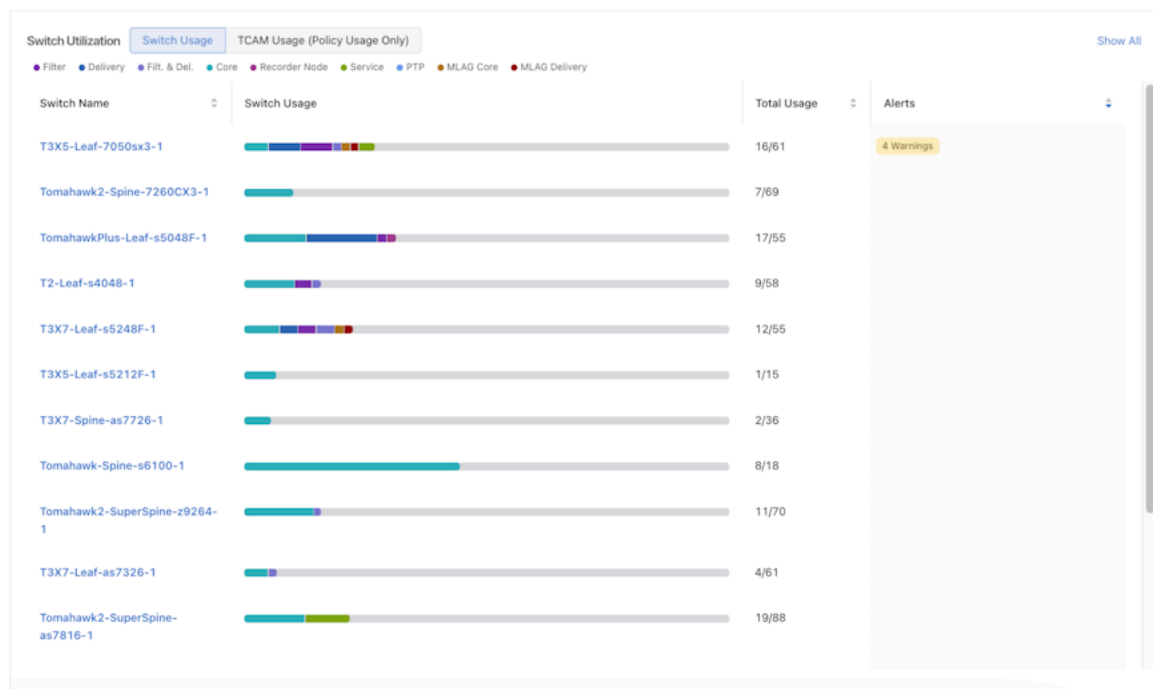 Switch Utilization Switch Usage TCAM Usage (Policy Usage Only) Show All
Filter Delivery Filt. & Del. Core Recorder Node Service PTP MLAG Core MLAG Delivery
Switch Name Switch Usage Total Usage Alerts
T3X5-Leaf-7050sx3-1 16/61 4 Warnings
Tomahawk2-Spine-7260CX3-1 7/69
TomahawkPlus-Leaf-s5048F-1 17/55
T2-Leaf-s4048-1 9/58
T3X7-Leaf-s5248F-1 12/55
T3X5-Leaf-s5212F-1 1/15
T3X7-Spine-as7726-1 2/36
Tomahawk-Spine-s6100-1 8/18
Tomahawk2-SuperSpine-z9264- 11/70
1
T3X7-Leaf-as7326-1 4/61
Tomahawk2-SuperSpine- 19/88
as7816-1